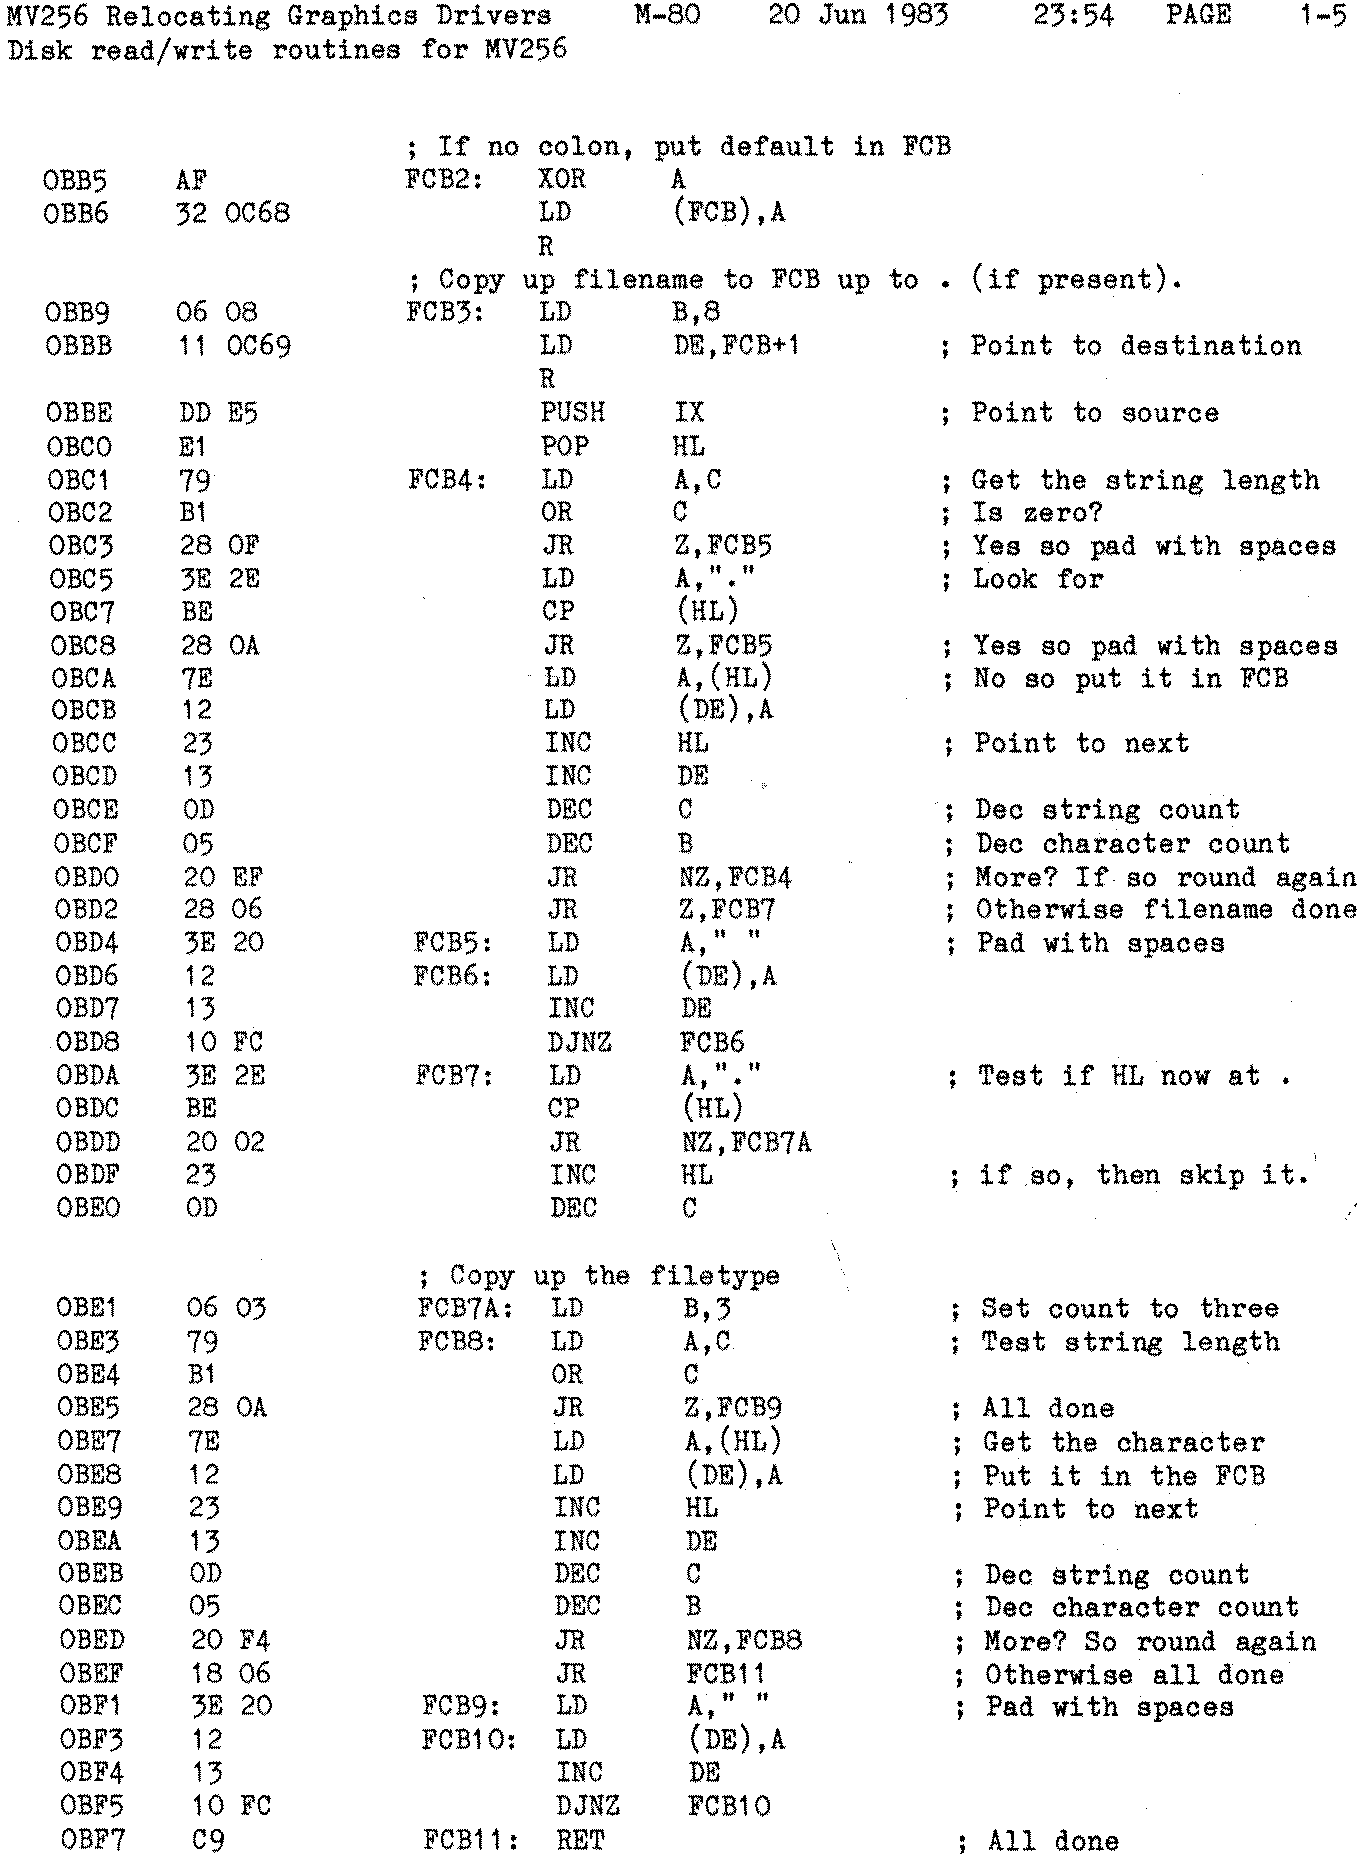 MV256 Relocating Graphics Drivers M-80 20 Jun 1983 23:54 PAGE 1-5
Disk read/write routines for MV256
; If no colon, put default in FCB
0BB5 AF FCB2: XOR A
0BB6 32 0C68 LD (FCB),A
R
; Copy up filename to FCB up to . (if present).
0BB9 06 08 FCB3: LD B,8
0BBB 11 0C69 LD DE,FCB+1 ; Point to destination
R
0BBE DD E5 PUSH IX ; Point to source
0BC0 E1 POP HL
0BC1 79 FCB4: LD A,C ; Get the string length
0BC2 B1 OR C ; Is zero?
0BC3 28 0F JR Z,FCB5 ; Yes so pad with spaces
0BC5 3E 2E LD A,"." ; Look for
0BC7 BE CP (HL)
0BC8 28 0A JR Z,FCB5 ; Yes so pad with spaces
0BCA 7E LD A,(HL) ; No so put it in FCB
0BCB 12 LD (DE),A
0BCC 23 INC HL ; Point to next
0BCD 13 INC DE
0BCE 0D DEC C ; Dec string count
0BCF 05 DEC B ; Dec character count
0BD0 20 EF JR NZ,FCB4 ; More? If so round again
0BD2 28 06 JR Z,FCB7 ; Otherwise filename done
0BD4 3E 20 FCB5: LD A," " ; Pad with spaces
0BD6 12 FCB6: LD (DE),A
0BD7 13 INC DE
0BD8 10 FC DJNZ FCB6
0BDA 3E 2E FCB7: LD A,"." ; Test if HL now at .
0BDC BE CP (HL)
0BDD 20 02 JR NZ,FCB7A
0BDF 23 INC HL ; if so, then skip it.
0BE0 0D DEC C
; Copy up the filetype
0BE1 06 03 FCB7A: LD B,3 ; Set count to three
0BE3 79 FCB8: LD A,C ; Test string length
0BE4 B1 OR C
0BE5 28 0A JR Z,FCB9 ; All done
0BE7 7E LD A,(HL) ; Get the character
0BE8 12 LD (DE),A ; Put it in the FCB
0BE9 23 INC HL ; Point to next
0BEA 13 INC DE
0BEB 0D DEC C ; Dec string count
0BEC 05 DEC B ; Dec character count
0BED 20 F4 JR NZ,FCB8 ; More? So round again
0BEF 18 06 JR FCB11 ; Otherwise all done
0BF1 3E 20 FCB9: LD A," " ; Pad with spaces
0BF3 12 FCB10: LD (DE),A
0BF4 13 INC DE
0BF5 10 FC DJNZ FCB10
0BF7 C9 FCB11: RET ; All done